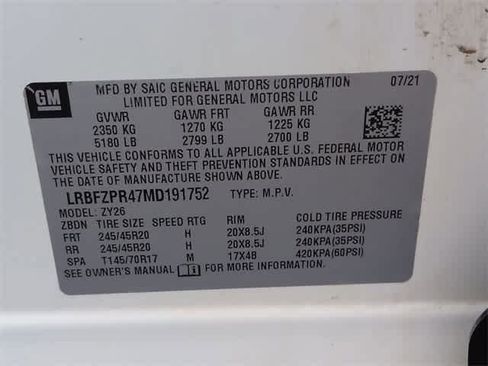 GM
MFD BY SAIC GENERAL MOTORS CORPORATION 07/21
LIMITED FOR GENERAL MOTORS LLC
GVWR GAWR FRT GAWR RR
2350 KG 1270 KG 1225 KG
5180 LB 2799 LB 2700 LB
THIS VEHICLE CONFORMS TO ALL APPLICABLE U.S. FEDERAL MOTOR
VEHICLE SAFETY AND THEFT PREVENTION STANDARDS IN EFFECT ON
THE DATE OF MANUFACTURE SHOWN ABOVE.
LRBFZPR47MD191752 TYPE: M.P.V.
MODEL: ZY26
ZBDN TIRE SIZE SPEED RTG RIM COLD TIRE PRESSURE
FRT 245/45R20 H 20X8.5J 240KPA(35PSI)
RR 245/45R20 H 20X8.5J 240KPA(35PSI)
SPA T145/70R17 M 17X4B 420KPA(60PSI)
SEE OWNER'S MANUAL FOR MORE INFORMATION.